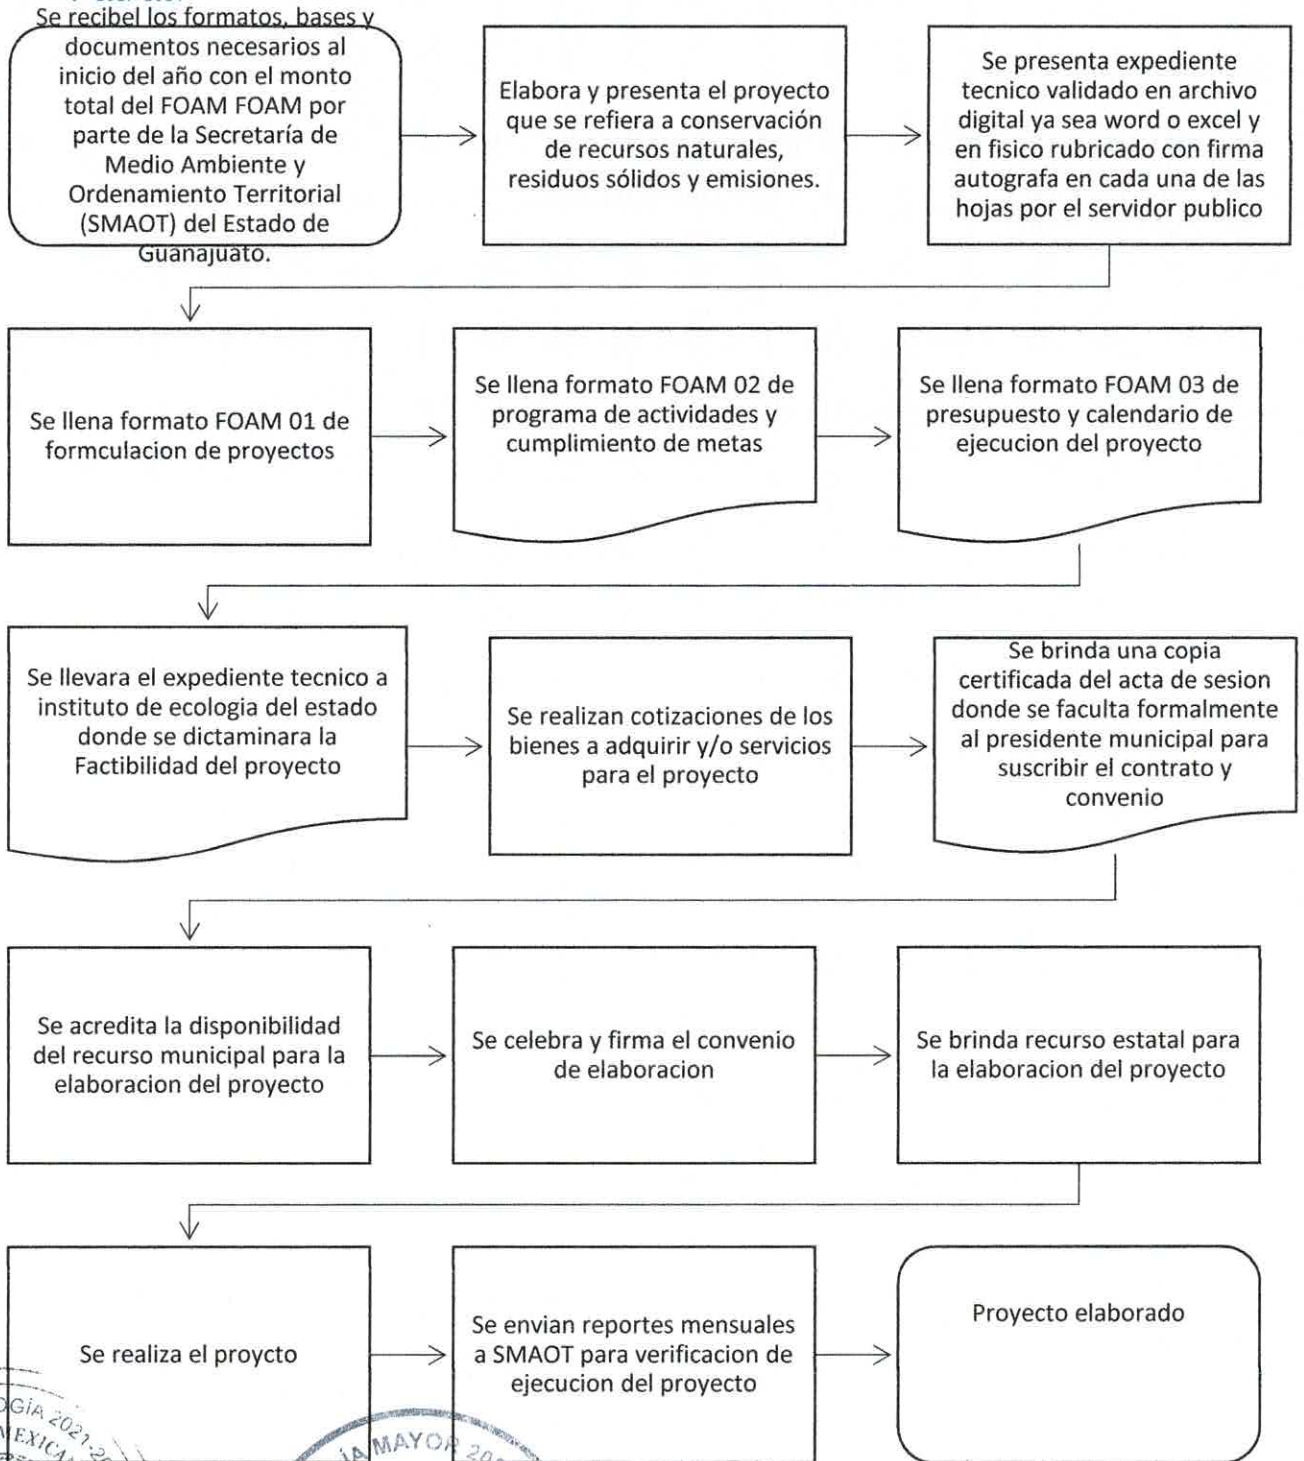 Se recibel los formatos, bases y
documentos necesarios al
inicio del año con el monto
total del FOAM FOAM por
parte de la Secretaría de
Medio Ambiente y
Ordenamiento Territorial
(SMAOT) del Estado de
Guanajuato.
Elabora y presenta el proyecto
que se refiera a conservación
de recursos naturales,
residuos sólidos y emisiones.
Se presenta expediente
tecnico validado en archivo
digital ya sea word o excel y
en fisico rubricado con firma
autografa en cada una de las
hojas por el servidor publico
Se llena formato FOAM 01 de
formculacion de proyectos
Se llena formato FOAM 02 de
programa de actividades y
cumplimiento de metas
Se llena formato FOAM 03 de
presupuesto y calendario de
ejecucion del proyecto
Se llevara el expediente tecnico a
instituto de ecologia del estado
donde se dictaminara la
Factibilidad del proyecto
Se realizan cotizaciones de los
bienes a adquirir y/o servicios
para el proyecto
Se brinda una copia
certificada del acta de sesion
donde se faculta formalmente
al presidente municipal para
suscribir el contrato y
convenio
Se acredita la disponibilidad
del recurso municipal para la
elaboracion del proyecto
Se celebra y firma el convenio
de elaboracion
Se brinda recurso estatal para
la elaboracion del proyecto
Se realiza el proycto
Se envian reportes mensuales
a SMAOT para verificacion de
ejecucion del proyecto
Proyecto elaborado
MAYOR